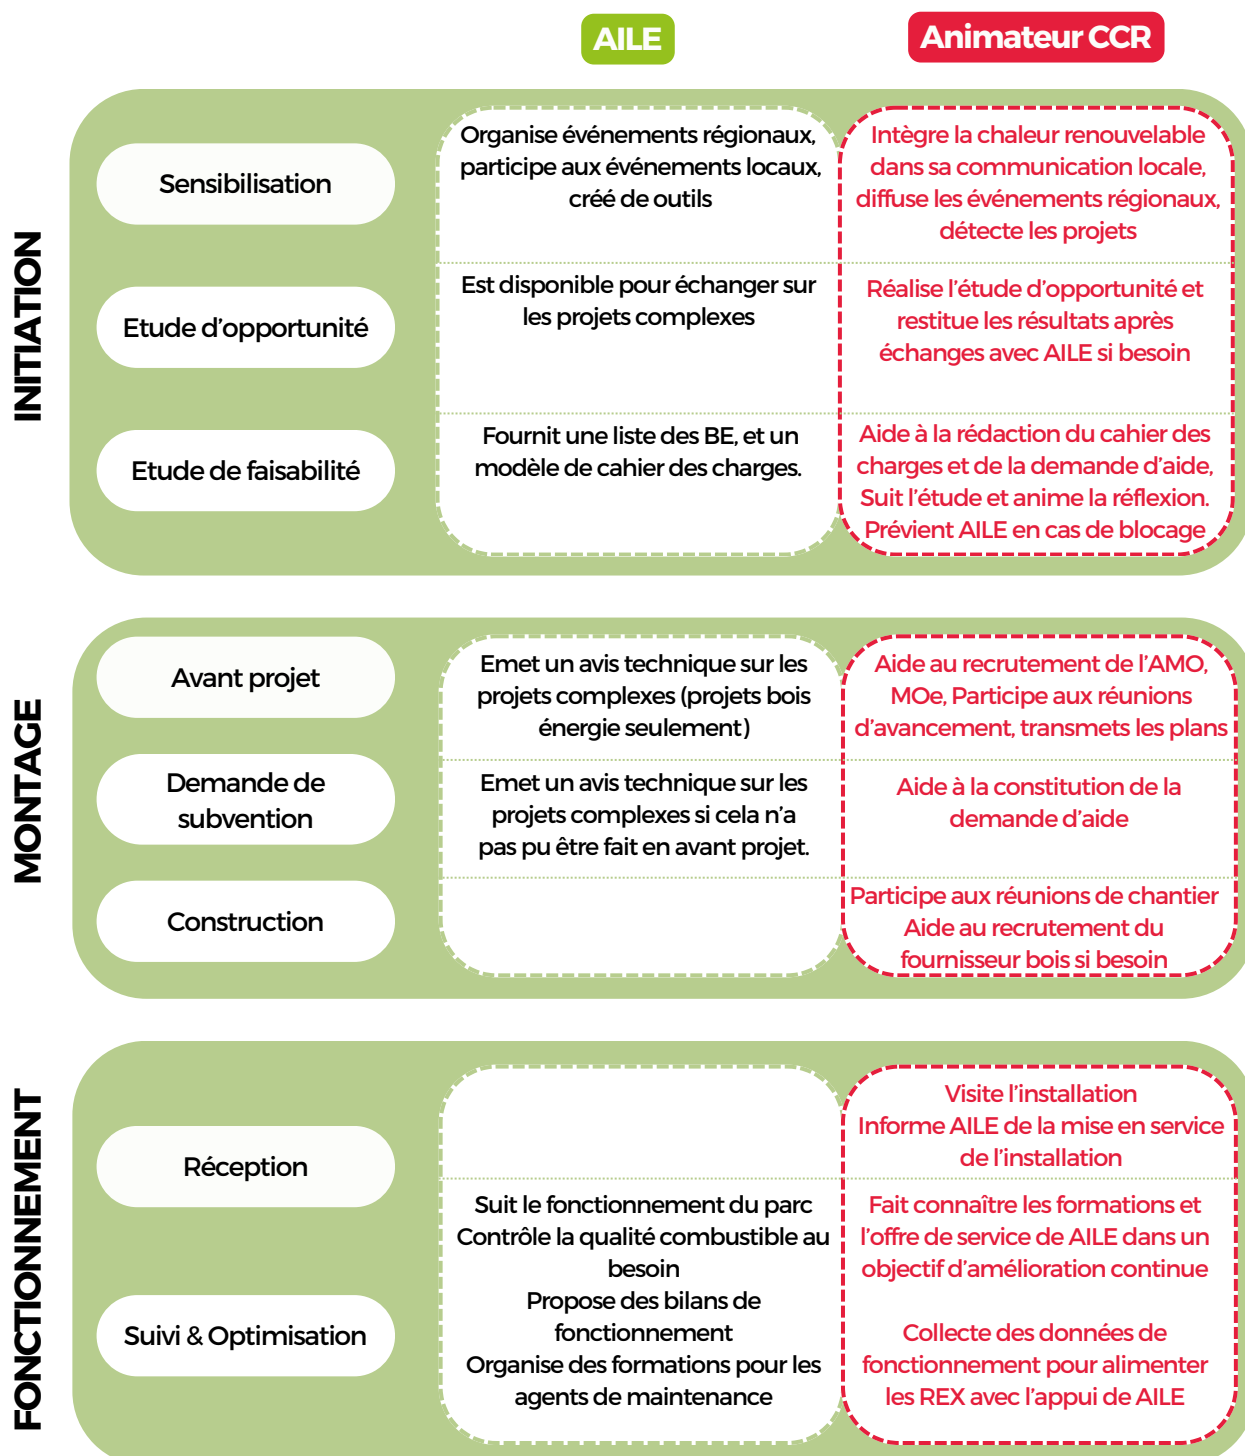 AILE
Animateur CCR
INITIATION
Sensibilisation
Organise événements régionaux,
participe aux événements locaux,
créé de outils
Intègre la chaleur renouvelable
dans sa communication locale,
diffuse les événements régionaux,
détecte les projets
Etude d'opportunité
Est disponible pour échanger sur
les projets complexes
Réalise l'étude d'opportunité et
restitue les résultats après
échanges avec AILE si besoin
Etude de faisabilité
Fournit une liste des BE, et un
modèle de cahier des charges.
Aide à la rédaction du cahier des
charges et de la demande d'aide,
Suit l'étude et anime la réflexion.
Prévient AILE en cas de blocage
MONTAGE
Avant projet
Emet un avis technique sur les
projets complexes (projets bois
énergie seulement)
Aide au recrutement de l'AMO,
MOe, Participe aux réunions
d'avancement, transmets les plans
Demande de
subvention
Emet un avis technique sur les
projets complexes si cela n'a
pas pu être fait en avant projet.
Aide à la constitution de la
demande d'aide
Construction
Participe aux réunions de chantier
Aide au recrutement du
fournisseur bois si besoin
FONCTIONNEMENT
Réception
Visite l'installation
Informe AILE de la mise en service
de l'installation
Suivi & Optimisation
Suit le fonctionnement du parc
Contrôle la qualité combustible au
besoin
Propose des bilans de
fonctionnement
Organise des formations pour les
agents de maintenance
Fait connaître les formations et
l'offre de service de AILE dans un
objectif d'amélioration continue
Collecte des données de
fonctionnement pour alimenter
les REX avec l'appui de AILE